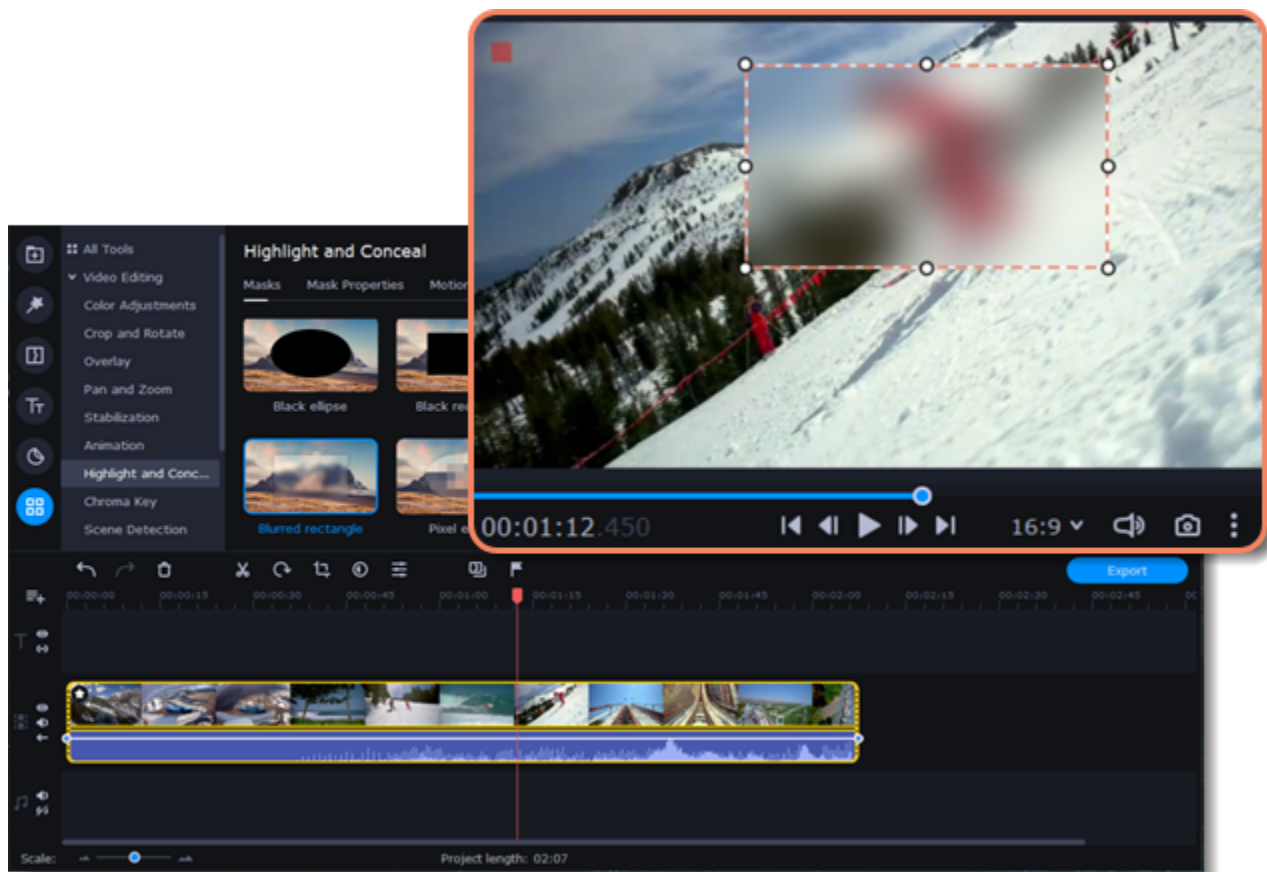 All Tools
Video Editing
Color Adjustments
Crop and Rotate
Overlay
Pan and Zoom
Stabilization
Animation
Highlight and Conc...
Chroma Key
Scene Detection
Highlight and Conceal
Masks Mask Properties Motion
Black ellipse Black rec
Blurred rectangle Pixel e
00:01:12.450
16:9
Export
00:00:00 00:00:15 00:00:30 00:00:45 00:01:00 00:01:15 00:01:30 00:01:45 00:02:00 00:02:15 00:02:30 00:02:45 00
Scale: Project length: 02:07